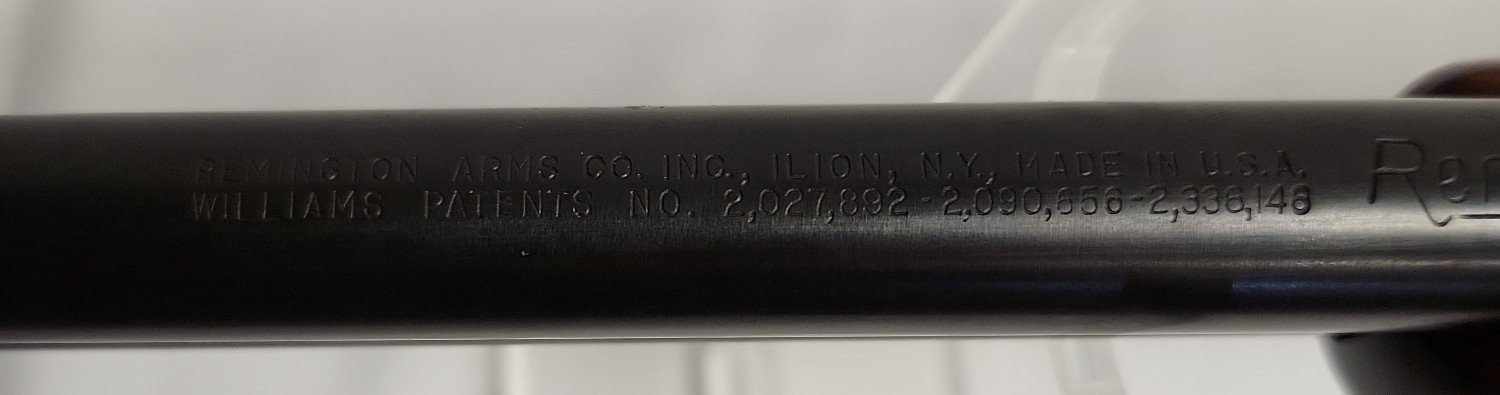 REMINGTON ARMS CO. INC., ILION, N.Y., MADE IN U.S.A.
WILLIAMS PATENTS NO. 2,027,892-2,090,656-2,336,146